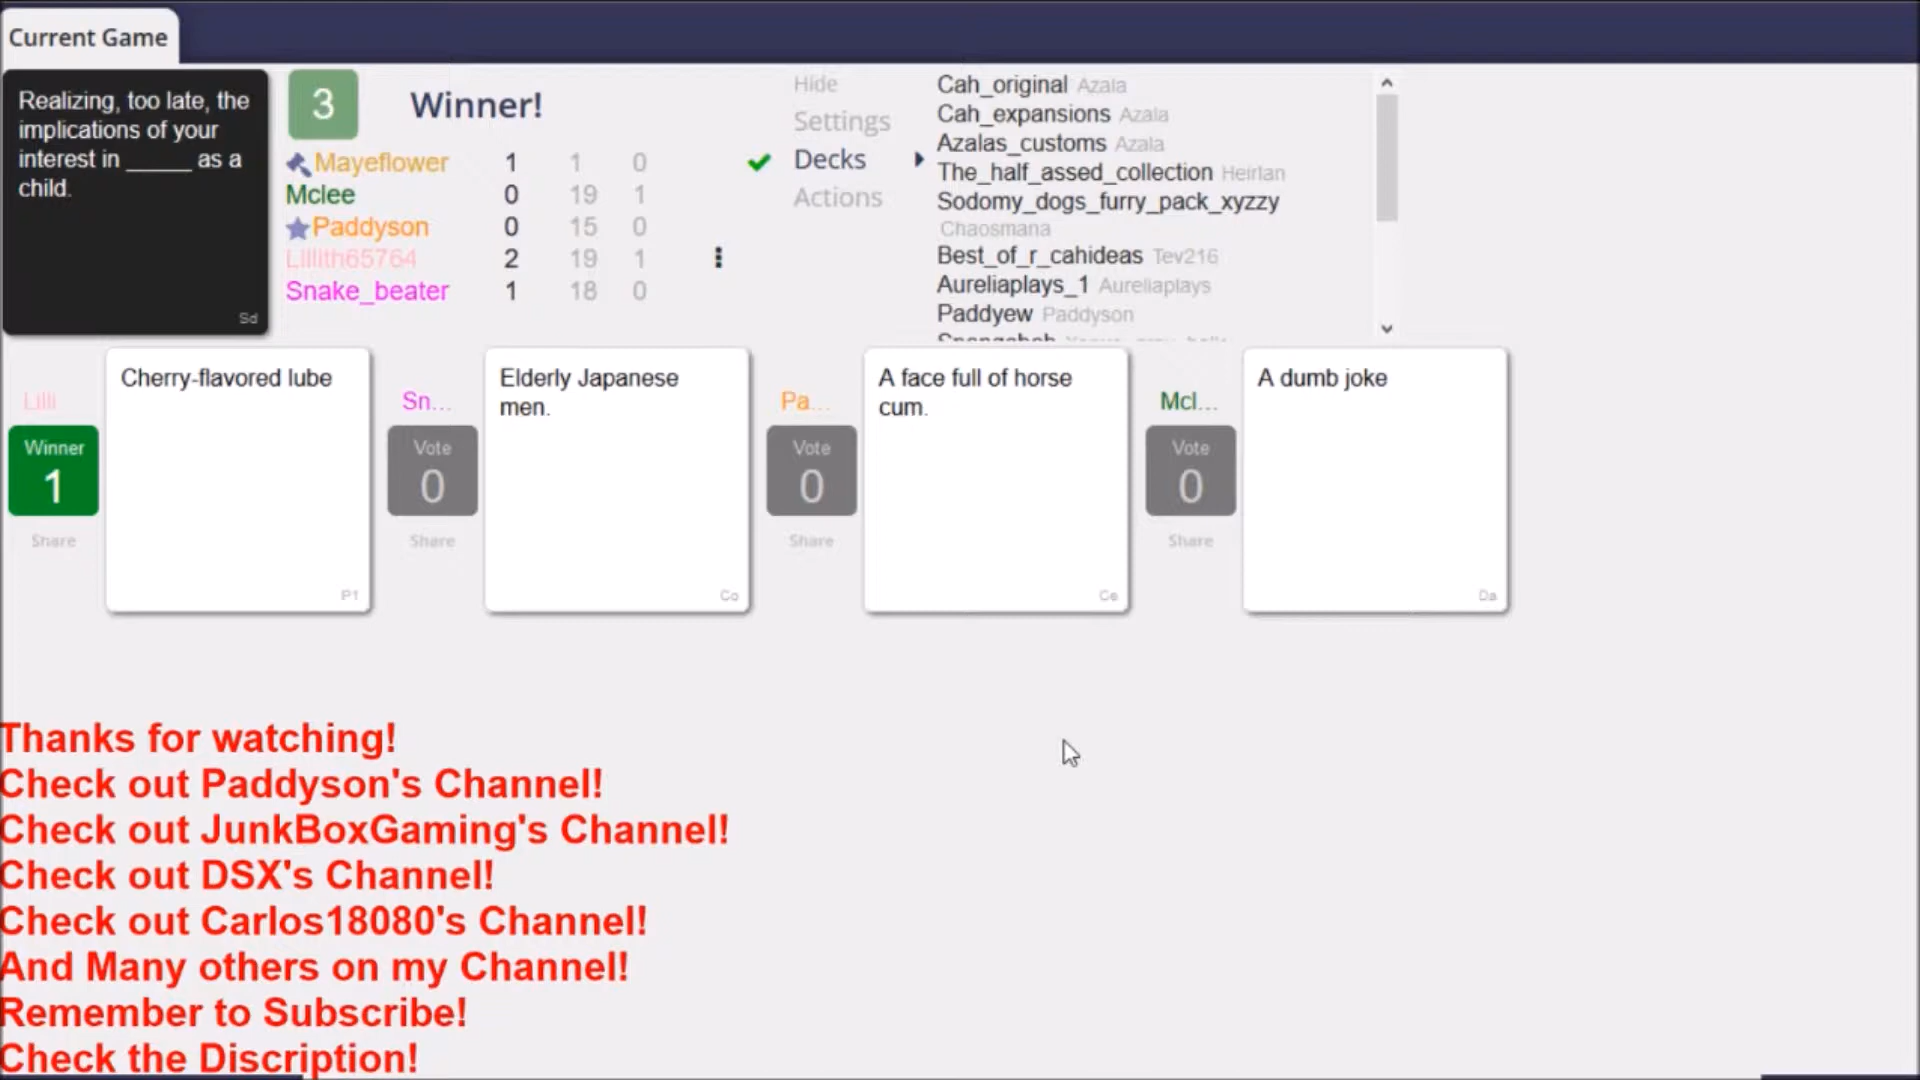 Current Game
Realizing, too late, the
implications of your
interest in _____ as a
child.
Sd
3
Winner!
Mayeflower 1 1 0
Mclee 0 19 1
Paddyson 0 15 0
Lillith65764 2 19 1
Snake_beater 1 18 0
Hide
Settings
Decks
Actions
Cah_original Azala
Cah_expansions Azala
Azalas_customs Azala
The_half_assed_collection Heirlan
Sodomy_dogs_furry_pack_xyzzy
Chaosmana
Best_of_r_cahideas Tev216
Aureliaplays_1 Aureliaplays
Paddyew Paddyson
Lilli
Winner
1
Share
Cherry-flavored lube
P1
Sn...
Vote
0
Share
Elderly Japanese
men.
Co
Pa...
Vote
0
Share
A face full of horse
cum.
Ce
Mcl...
Vote
0
Share
A dumb joke
Da
Thanks for watching!
Check out Paddyson's Channel!
Check out JunkBoxGaming's Channel!
Check out DSX's Channel!
Check out Carlos18080's Channel!
And Many others on my Channel!
Remember to Subscribe!
Check the Discription!